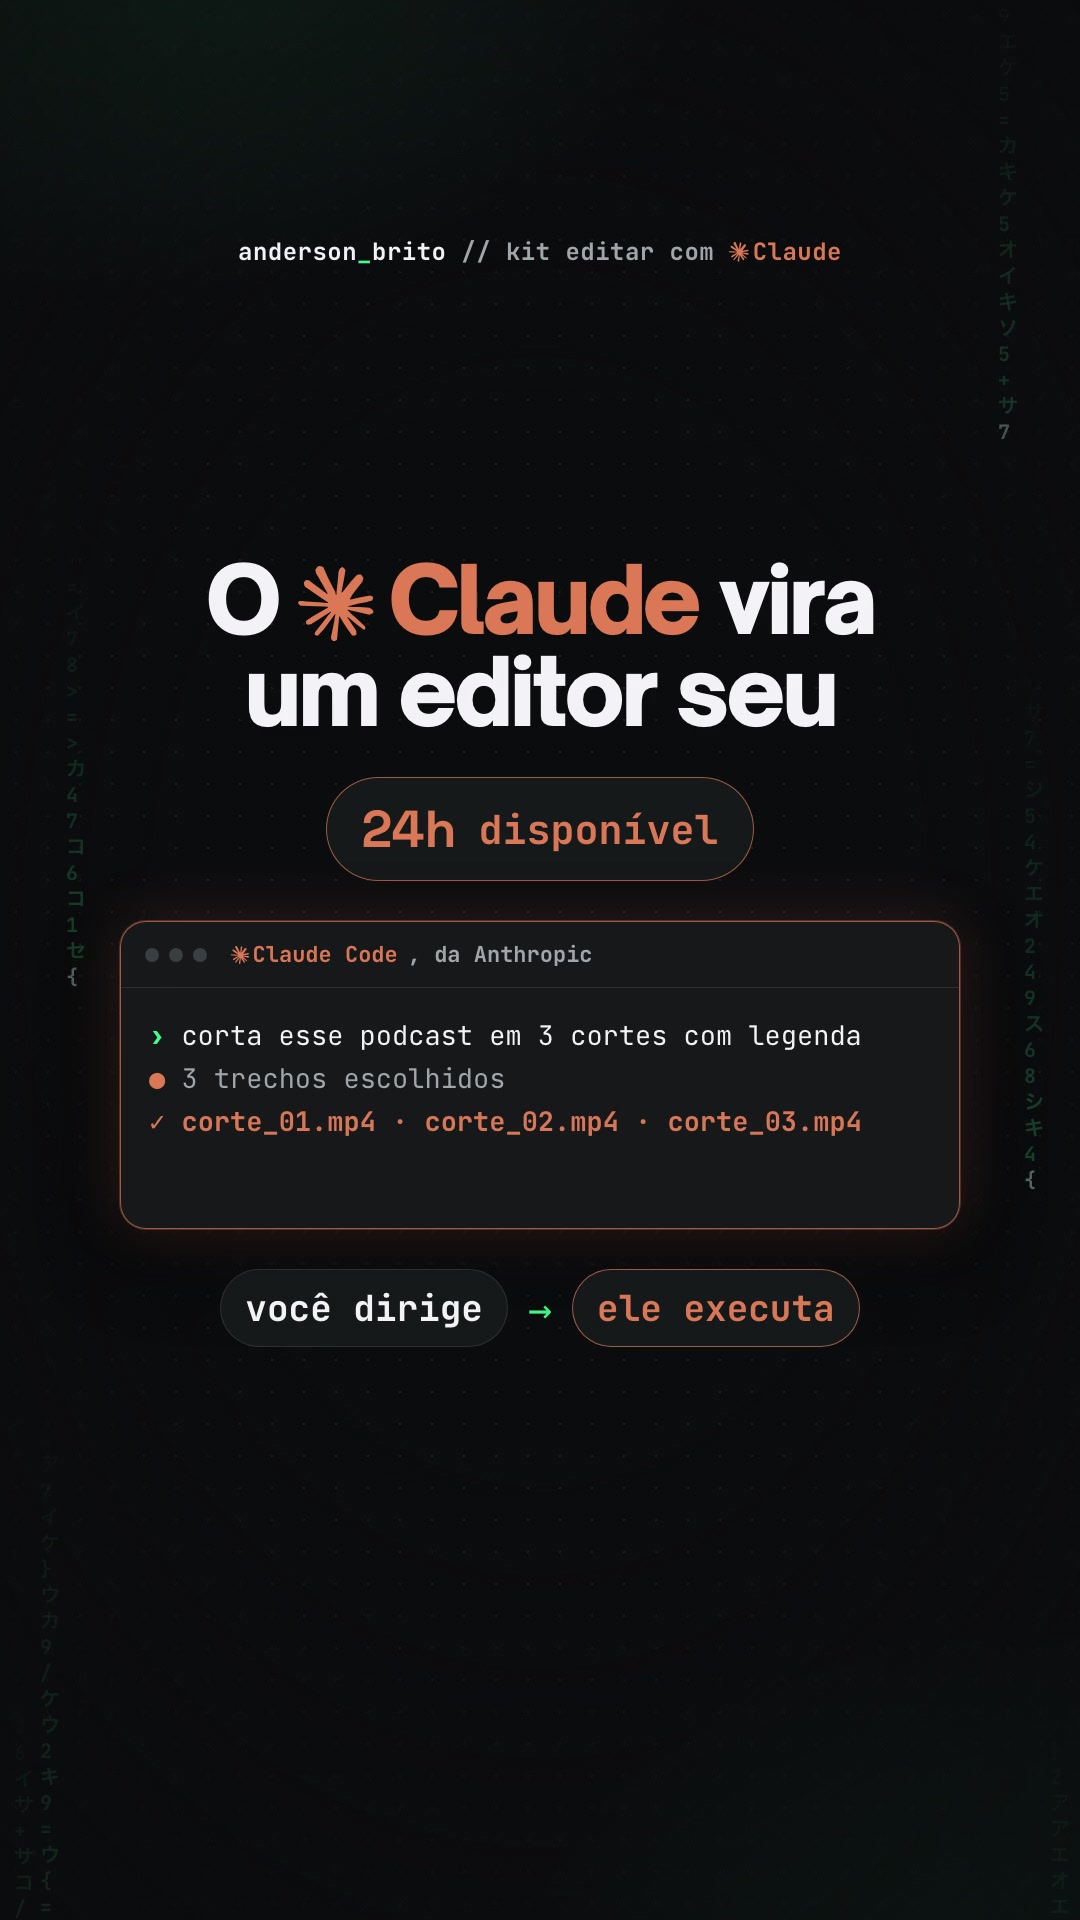 anderson_brito // kit editar com Claude
O Claude vira
um editor seu
24h disponível
Claude Code , da Anthropic
› corta esse podcast em 3 cortes com legenda
● 3 trechos escolhidos
✓ corte_01.mp4 · corte_02.mp4 · corte_03.mp4
você dirige → ele executa